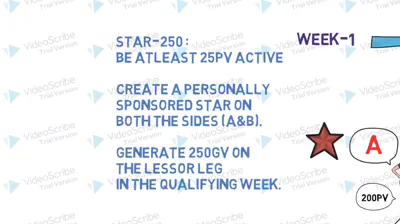 STAR-250:
BE ATLEAST 25PV ACTIVE
CREATE A PERSONALLY
SPONSORED STAR ON
BOTH THE SIDES (A&B).
GENERATE 250GV ON
THE LESSOR LEG
IN THE QUALIFYING WEEK.
WEEK-1
A
200PV
VideoScribe
Trial Version